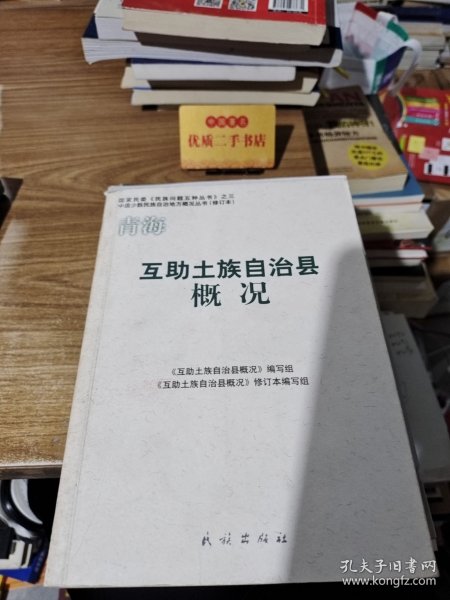 中国书店
优质二手书店
国家民委《民族问题五种丛书》之三
中国少数民族自治地方概况丛书(修订本)
青海
互助土族自治县
概况
《互助土族自治县概况》编写组
《互助土族自治县概况》修订本编写组
民族出版社
孔夫子旧书网
www.kongfz.com